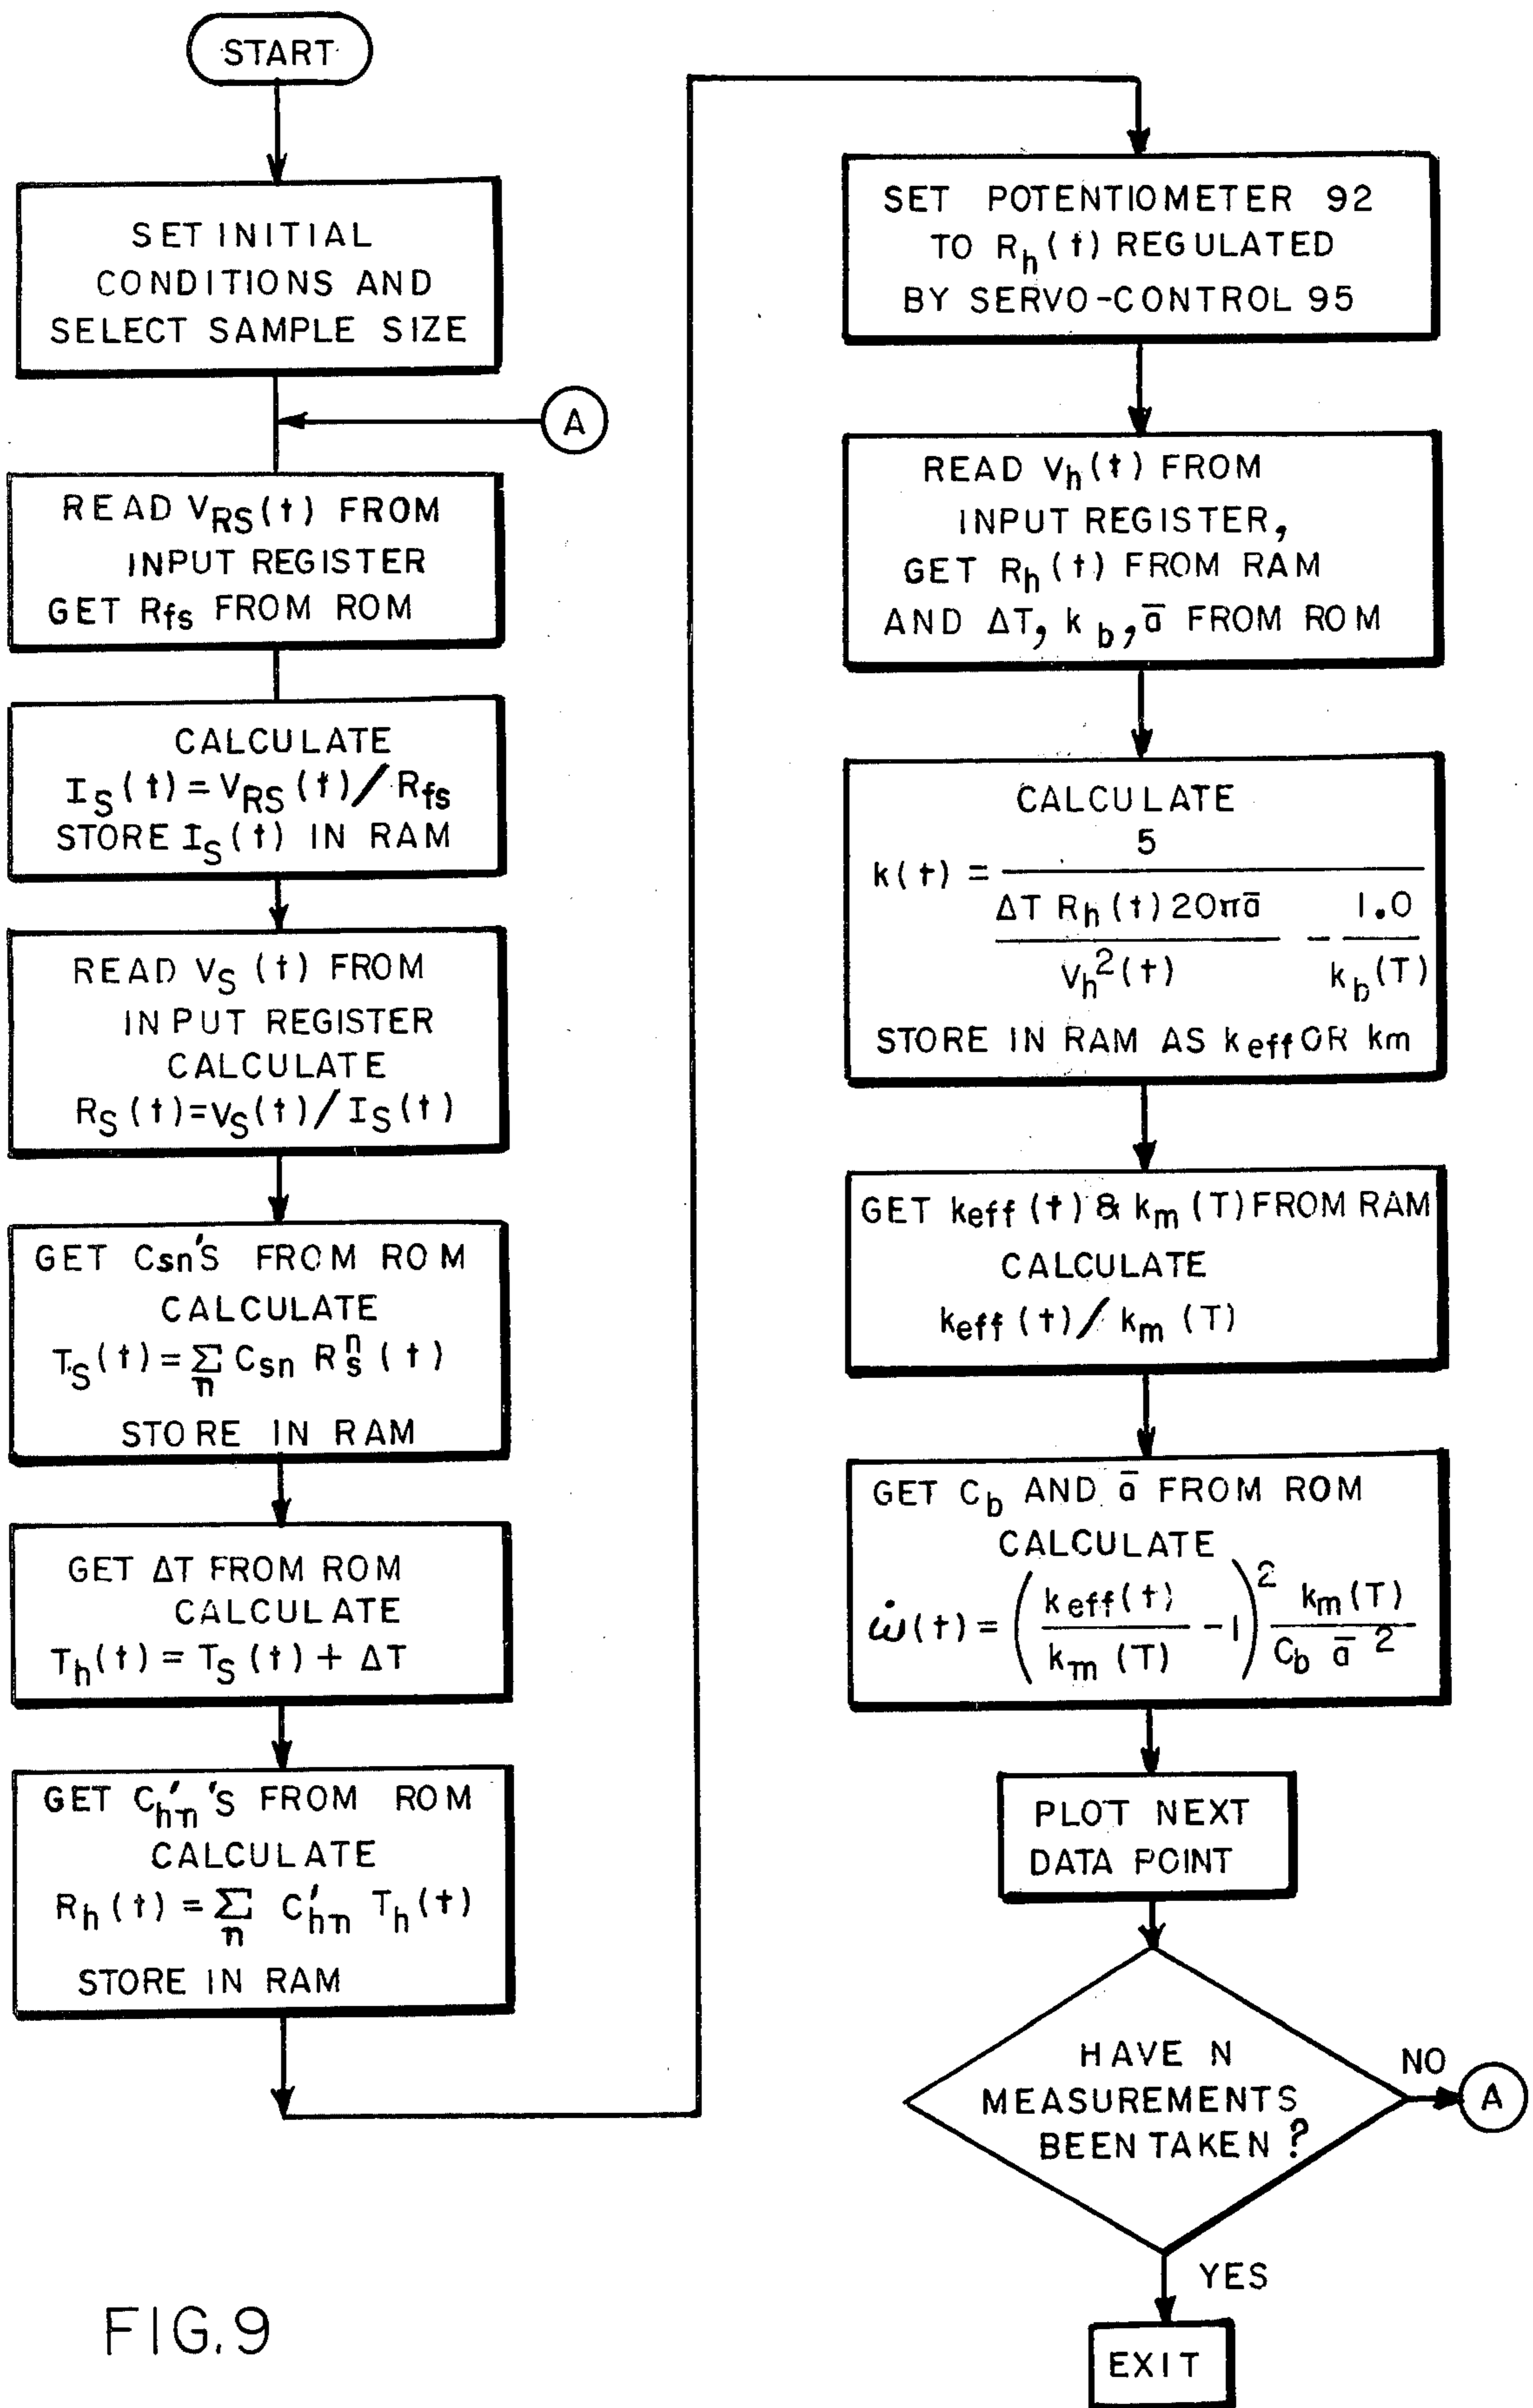 START
SET INITIAL
CONDITIONS AND
SELECT SAMPLE SIZE
A
READ V_RS(t) FROM
INPUT REGISTER
GET R_fs FROM ROM
CALCULATE
I_S(t) = V_RS(t) / R_fs
STORE I_S(t) IN RAM
READ V_S(t) FROM
INPUT REGISTER
CALCULATE
R_S(t) = V_S(t) / I_S(t)
GET C_sn'S FROM ROM
CALCULATE
T_S(t) = Σ_n C_sn R_s^n(t)
STORE IN RAM
GET ΔT FROM ROM
CALCULATE
T_h(t) = T_S(t) + ΔT
GET C'_hn'S FROM ROM
CALCULATE
R_h(t) = Σ_n C'_hn T_h(t)
STORE IN RAM
SET POTENTIOMETER 92
TO R_h(t) REGULATED
BY SERVO-CONTROL 95
READ V_h(t) FROM
INPUT REGISTER,
GET R_h(t) FROM RAM
AND ΔT, k_b, ā FROM ROM
CALCULATE
5
k(t) =
ΔT R_h(t) 20πā 1.0
-
V_h^2(t) k_b(T)
STORE IN RAM AS k_eff OR k_m
GET k_eff(t) & k_m(T) FROM RAM
CALCULATE
k_eff(t) / k_m(T)
GET C_b AND ā FROM ROM
CALCULATE
ẇ(t) = (k_eff(t) / k_m(T) - 1)^2 k_m(T) / C_b ā^2
PLOT NEXT
DATA POINT
HAVE N
MEASUREMENTS
BEEN TAKEN?
NO
A
YES
EXIT
FIG.9